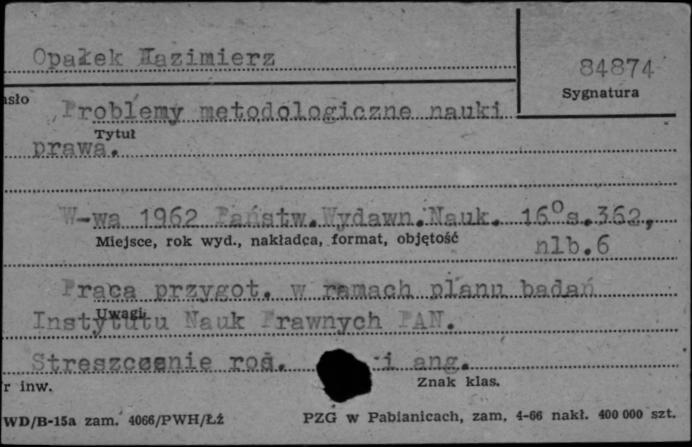 Opałek Kazimierz
84874
Sygnatura
Problemy metodologiczne nauki
Tytuł
prawa.
W-wa 1962 Państw.Wydawn.Nauk. 16⁰s.362,
Miejsce, rok wyd., nakładca, format, objętość
nlb.6
Praca przygot. w ramach planu badań
Uwagi
Instytutu Nauk Prawnych PAN.
Streszczenie ros. i ang.
r inw.
Znak klas.
WD/B-15a zam. 4066/PWH/Łź
PZG w Pabianicach, zam. 4-66 nakł. 400 000 szt.